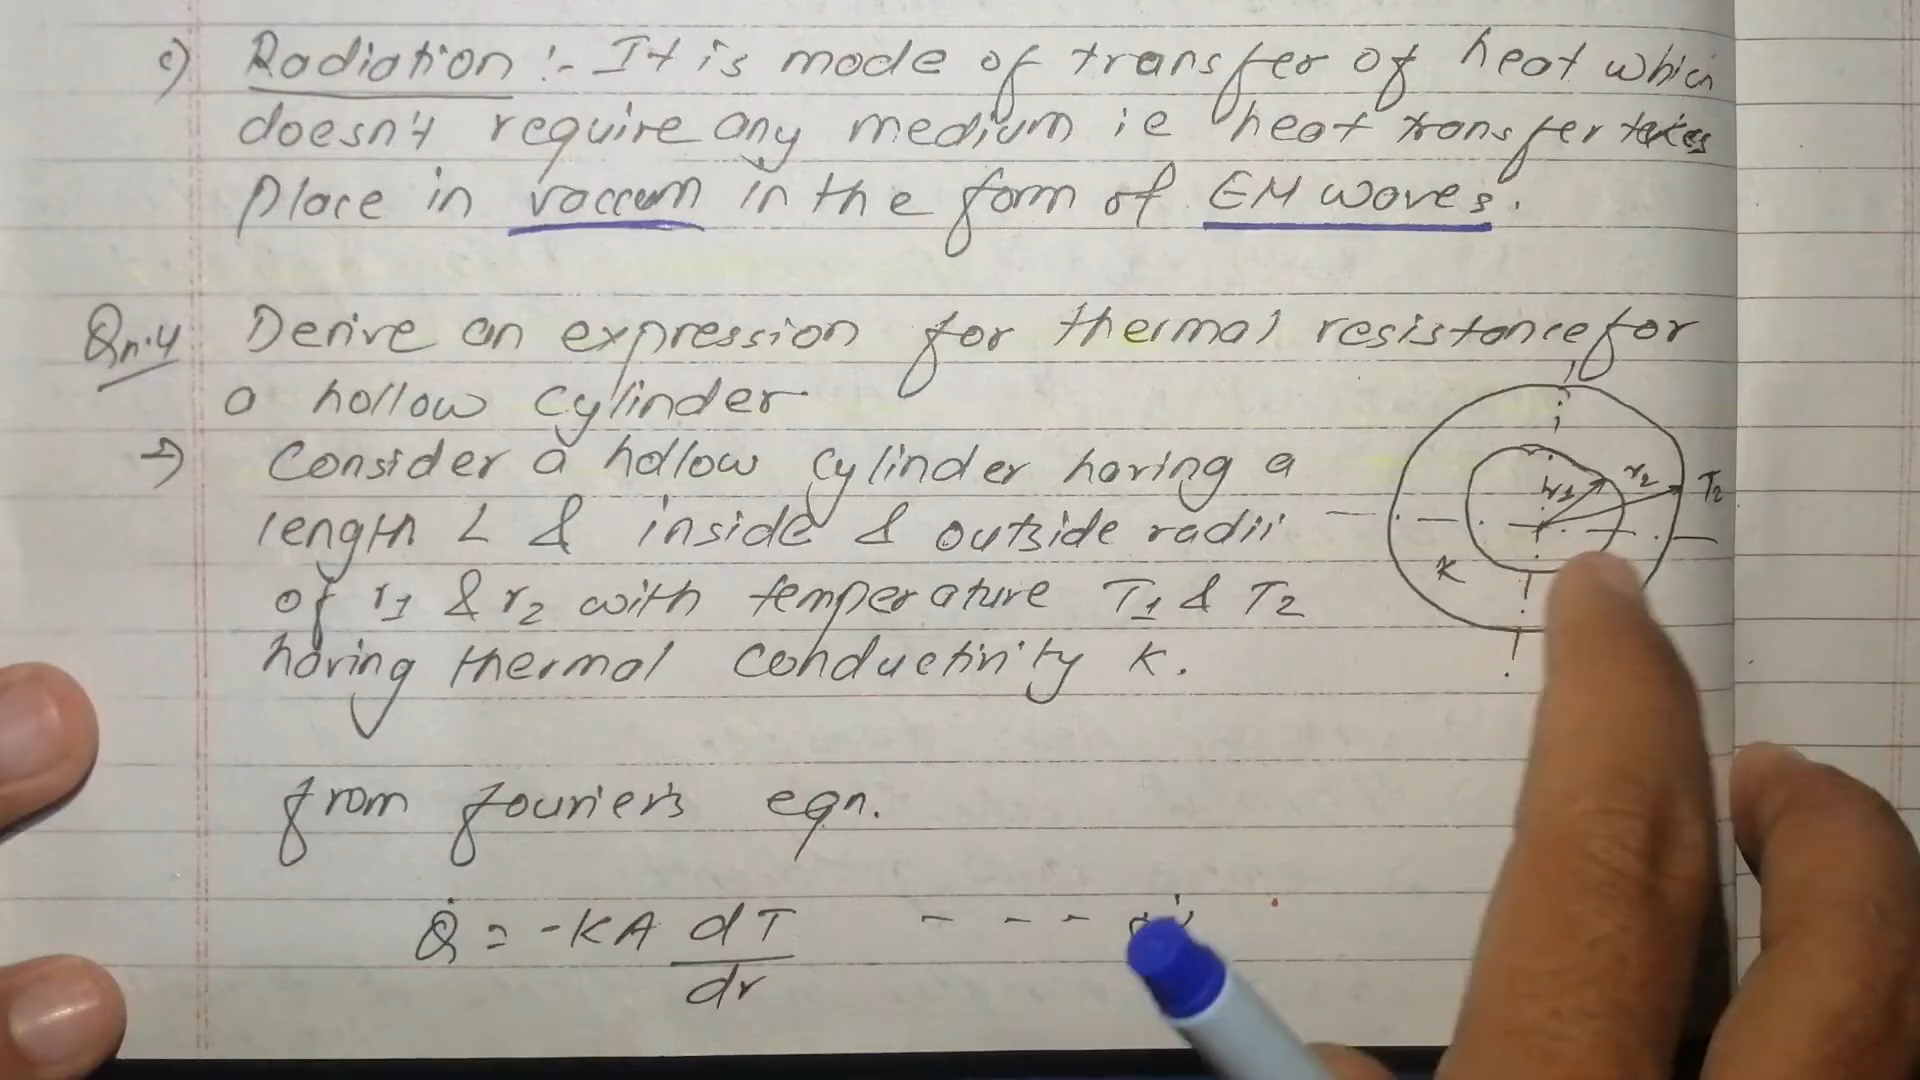 c) Radiation :- It is mode of transfer of heat which
doesn't require any medium ie heat transfer takes
place in vaccum in the form of EM waves.
Qn.4 Derive an expression for thermal resistance for
a hollow cylinder
→ Consider a hollow cylinder having a
length L & inside & outside radii
of r1 & r2 with temperature T1 & T2
having thermal conductivity K.
r1 r2 T2
K
from fourier's eqn.
Q̇ = -KA dT/dr - - -